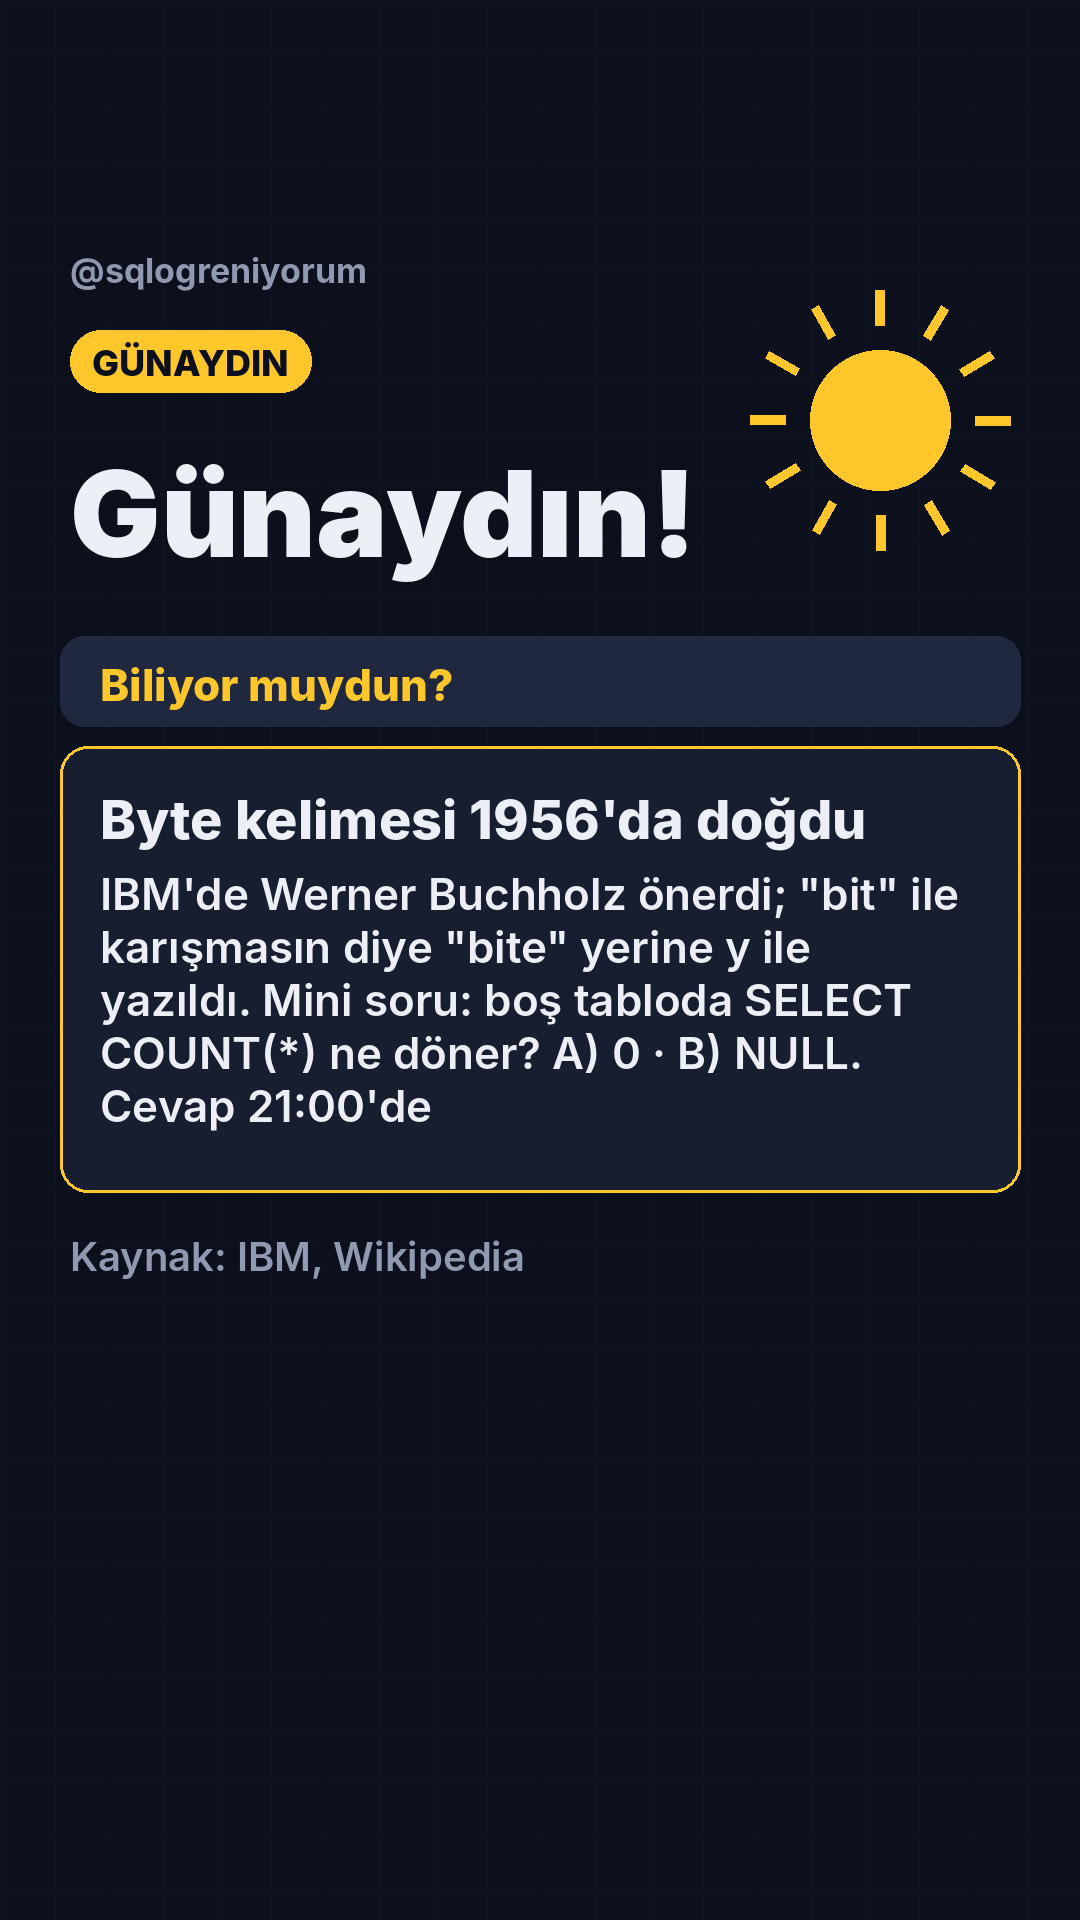 @sqlogreniyorum
GÜNAYDIN
Günaydın!
Biliyor muydun?
Byte kelimesi 1956'da doğdu
IBM'de Werner Buchholz önerdi; "bit" ile
karışmasın diye "bite" yerine y ile
yazıldı. Mini soru: boş tabloda SELECT
COUNT(*) ne döner? A) 0 · B) NULL.
Cevap 21:00'de
Kaynak: IBM, Wikipedia